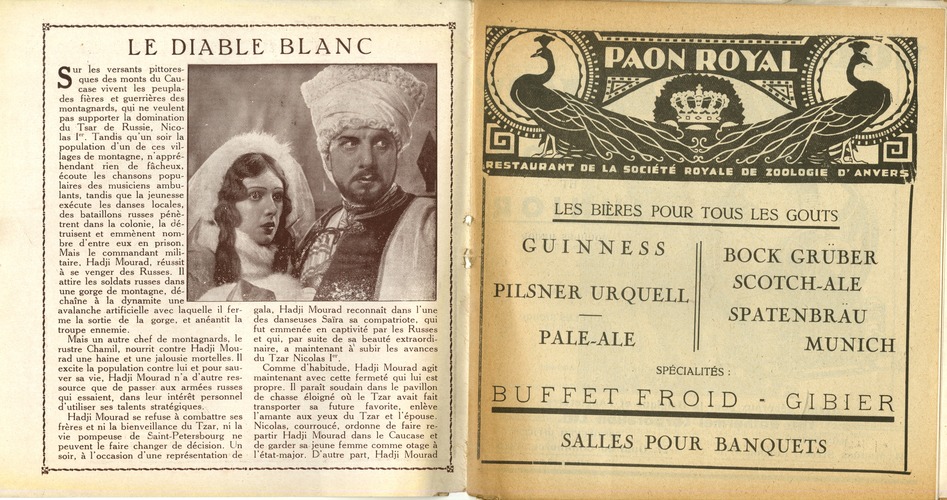 LE DIABLE BLANC
Sur les versants pittores-
ques des monts du Cau-
case vivent les peupla-
des fières et guerrières des
montagnards, qui ne veulent
pas supporter la domination
du Tsar de Russie, Nico-
las Iᵉʳ. Tandis qu'un soir la
population d'un de ces vil-
lages de montagne, n'appré-
hendant rien de fâcheux,
écoute les chansons popu-
laires des musiciens ambu-
lants, tandis que la jeunesse
exécute les danses locales,
des bataillons russes pénè-
trent dans la colonie, la dé-
truisent et emmènent nom-
bre d'entre eux en prison.
Mais le commandant mili-
taire, Hadji Mourad, réussit
à se venger des Russes. Il
attire les soldats russes dans
une gorge de montagne, dé-
chaîne à la dynamite une
avalanche artificielle avec laquelle il fer-
me la sortie de la gorge, et anéantit la
troupe ennemie.
Mais un autre chef de montagnards, le
rustre Chamil, nourrit contre Hadji Mou-
rad une haine et une jalousie mortelles. Il
excite la population contre lui et pour sau-
ver sa vie, Hadji Mourad n'a d'autre res-
source que de passer aux armées russes
qui essaient, dans leur intérêt personnel
d'utiliser ses talents stratégiques.
Hadji Mourad se refuse à combattre ses
frères et ni la bienveillance du Tzar, ni la
vie pompeuse de Saint-Petersbourg ne
peuvent le faire changer de décision. Un
soir, à l'occasion d'une représentation de
gala, Hadji Mourad reconnaît dans l'une
des danseuses Saïra sa compatriote, qui
fut emmenée en captivité par les Russes
et qui, par suite de sa beauté extraordi-
naire, a maintenant à subir les avances
du Tzar Nicolas Iᵉʳ.
Comme d'habitude, Hadji Mourad agit
maintenant avec cette fermeté qui lui est
propre. Il paraît soudain dans le pavillon
de chasse éloigné où le Tzar avait fait
transporter sa future favorite, enlève
l'amante aux yeux du Tzar et l'épouse.
Nicolas, courroucé, ordonne de faire re-
partir Hadji Mourad dans le Caucase et
de garder sa jeune femme comme otage à
l'état-major. D'autre part, Hadji Mourad
PAON ROYAL
RESTAURANT DE LA SOCIÉTÉ ROYALE DE ZOOLOGIE D'ANVERS
LES BIÈRES POUR TOUS LES GOUTS
GUINNESS
PILSNER URQUELL
PALE-ALE
BOCK GRÜBER
SCOTCH-ALE
SPATENBRÄU
MUNICH
SPÉCIALITÉS :
BUFFET FROID - GIBIER
SALLES POUR BANQUETS